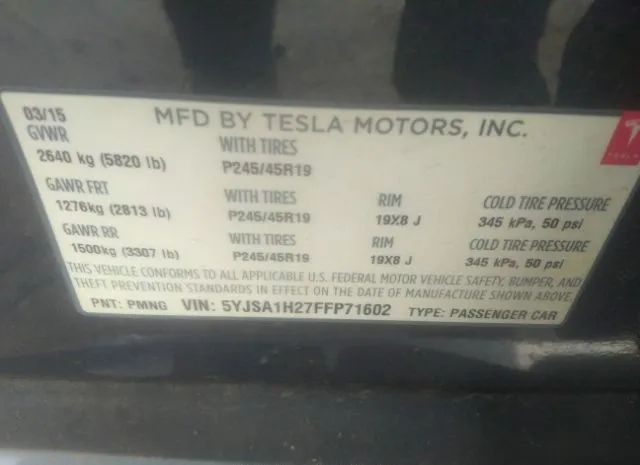 03/15 MFD BY TESLA MOTORS, INC.
GVWR WITH TIRES
2640 kg (5820 lb) P245/45R19
GAWR FRT WITH TIRES RIM COLD TIRE PRESSURE
1276kg (2813 lb) P245/45R19 19X8 J 345 kPa, 50 psi
GAWR RR WITH TIRES RIM COLD TIRE PRESSURE
1500kg (3307 lb) P245/45R19 19X8 J 345 kPa, 50 psi
THIS VEHICLE CONFORMS TO ALL APPLICABLE U.S. FEDERAL MOTOR VEHICLE SAFETY, BUMPER, AND
THEFT PREVENTION STANDARDS IN EFFECT ON THE DATE OF MANUFACTURE SHOWN ABOVE.
PNT: PMNG VIN: 5YJSA1H27FFP71602 TYPE: PASSENGER CAR
TESLA